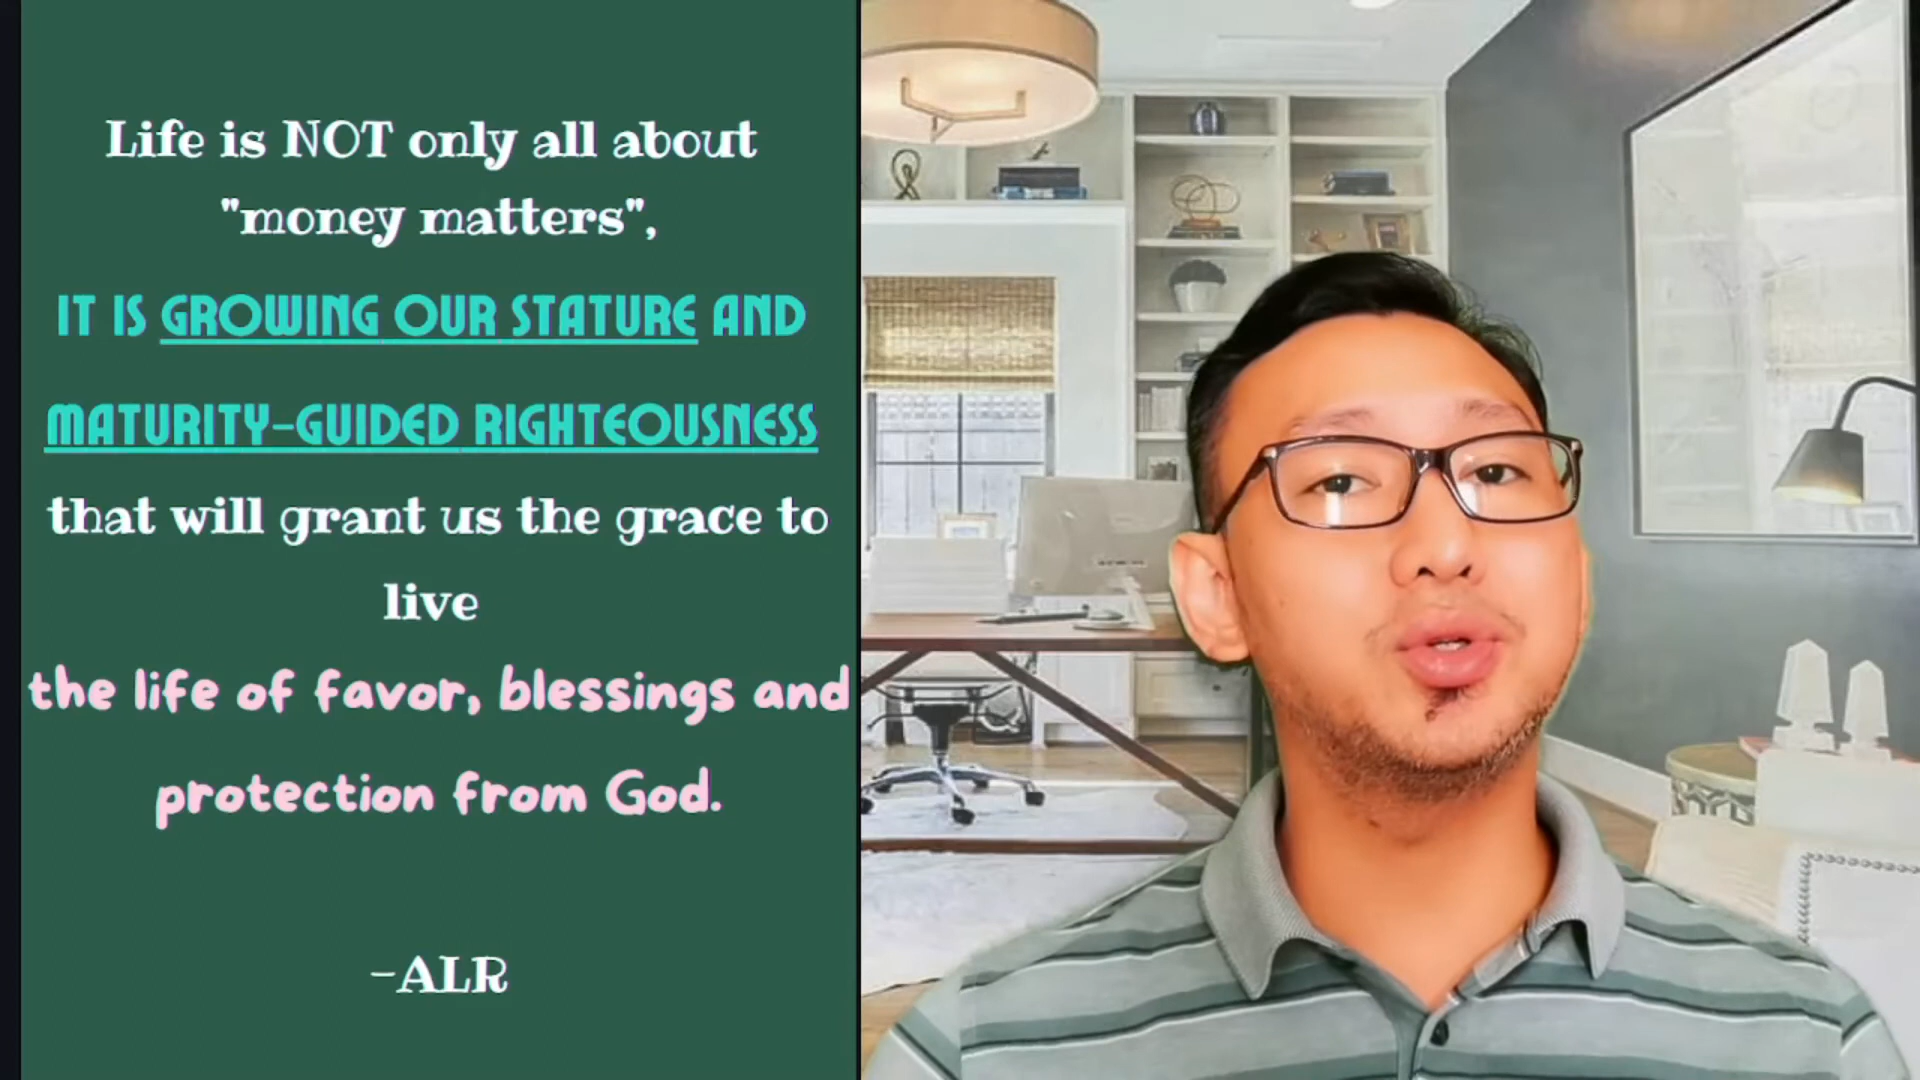 Life is NOT only all about
"money matters",
IT IS GROWING OUR STATURE AND
MATURITY-GUIDED RIGHTEOUSNESS
that will grant us the grace to
live
the life of favor, blessings and
protection from God.
-ALR